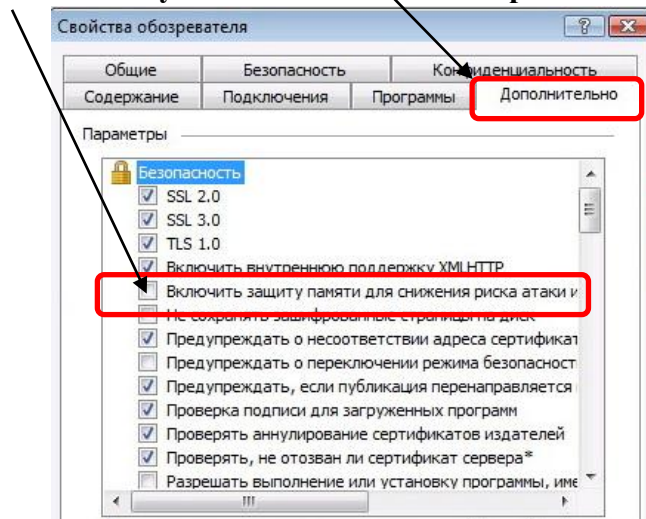 Свойства обозревателя
Общие Безопасность Конфиденциальность
Содержание Подключения Программы Дополнительно
Параметры
Безопасность
SSL 2.0
SSL 3.0
TLS 1.0
Включить внутреннюю поддержку XMLHTTP
Включить защиту памяти для снижения риска атаки и
Не сохранять зашифрованные страницы на диск
Предупреждать о несоответствии адреса сертификат
Предупреждать о переключении режима безопасност
Предупреждать, если публикация перенаправляется
Проверка подписи для загруженных программ
Проверять аннулирование сертификатов издателей
Проверять, не отозван ли сертификат сервера*
Разрешать выполнение или установку программы, име